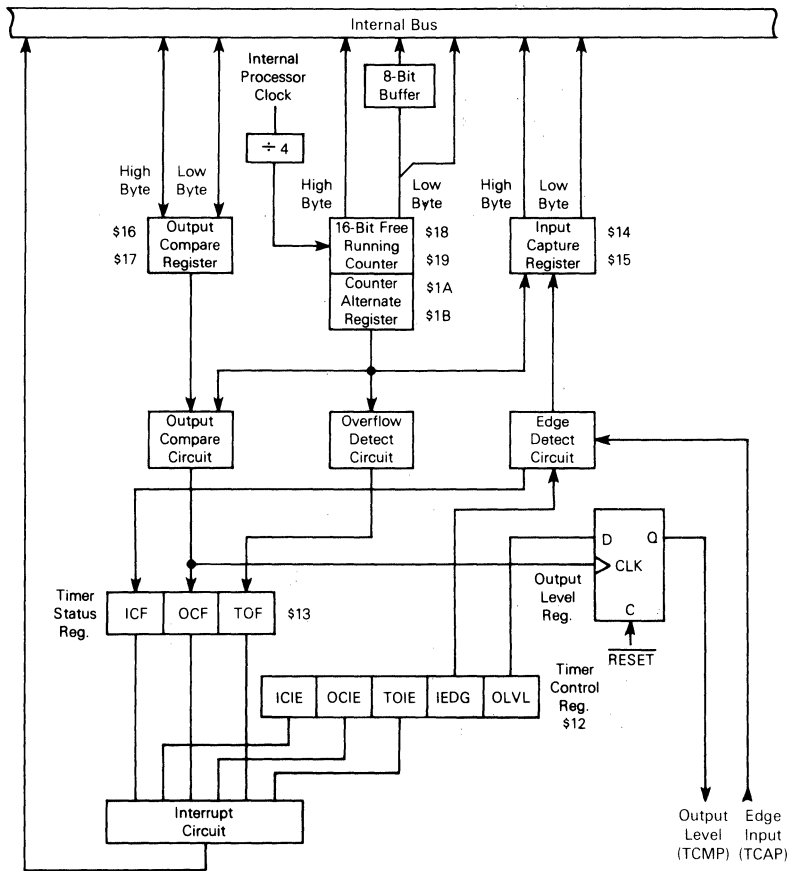 Internal Bus
Internal
Processor
Clock
8-Bit
Buffer
÷ 4
High
Byte
Low
Byte
High
Byte
Low
Byte
High
Byte
Low
Byte
$16
$17
Output
Compare
Register
16-Bit Free
Running
Counter
$18
$19
Counter
Alternate
Register
$1A
$1B
Input
Capture
Register
$14
$15
Output
Compare
Circuit
Overflow
Detect
Circuit
Edge
Detect
Circuit
D Q
CLK
C
Output
Level
Reg.
RESET
Timer
Status
Reg.
ICF OCF TOF
$13
ICIE OCIE TOIE IEDG OLVL
Timer
Control
Reg.
$12
Interrupt
Circuit
Output
Level
(TCMP)
Edge
Input
(TCAP)